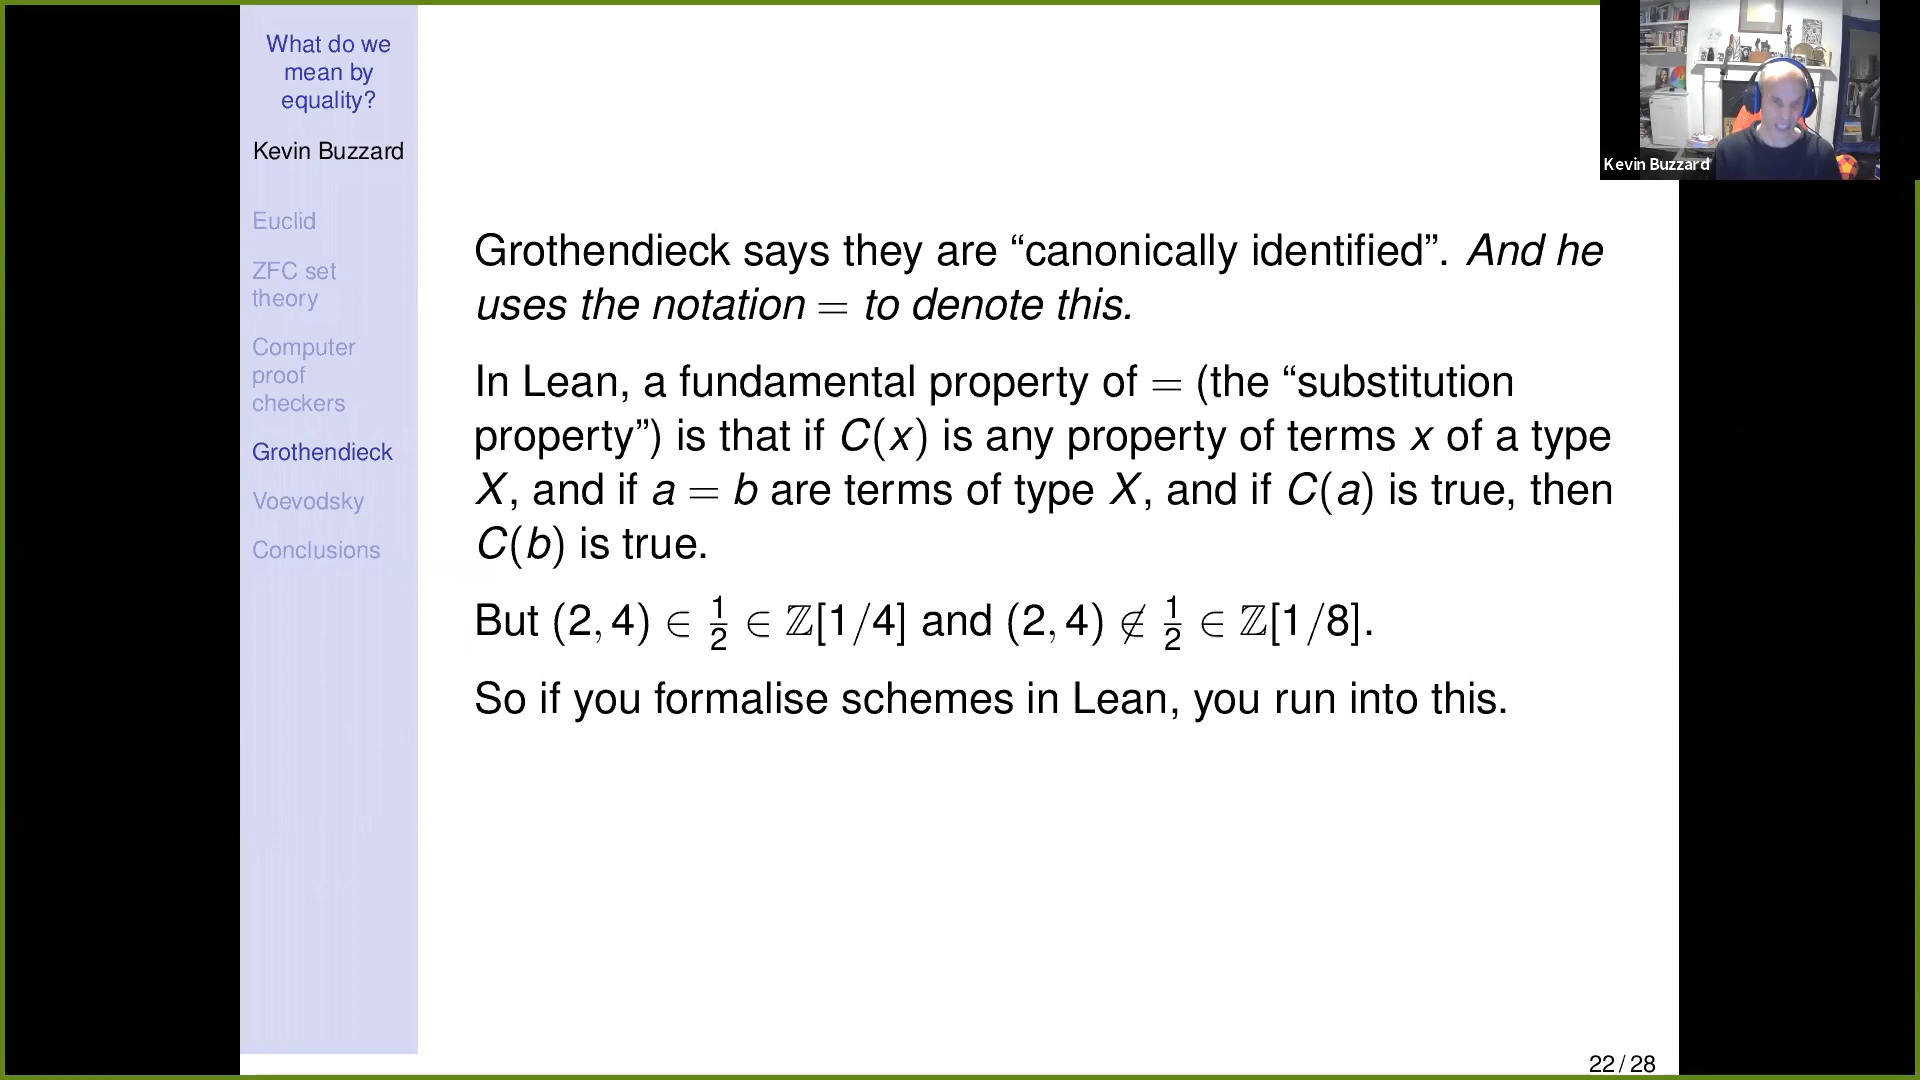 What do we
mean by
equality?
Kevin Buzzard
Euclid
ZFC set
theory
Computer
proof
checkers
Grothendieck
Voevodsky
Conclusions
Grothendieck says they are “canonically identified”. And he
uses the notation = to denote this.
In Lean, a fundamental property of = (the “substitution
property”) is that if C(x) is any property of terms x of a type
X, and if a = b are terms of type X, and if C(a) is true, then
C(b) is true.
But (2, 4) ∈ 1/2 ∈ ℤ[1/4] and (2, 4) ∉ 1/2 ∈ ℤ[1/8].
So if you formalise schemes in Lean, you run into this.
22 / 28
Kevin Buzzard